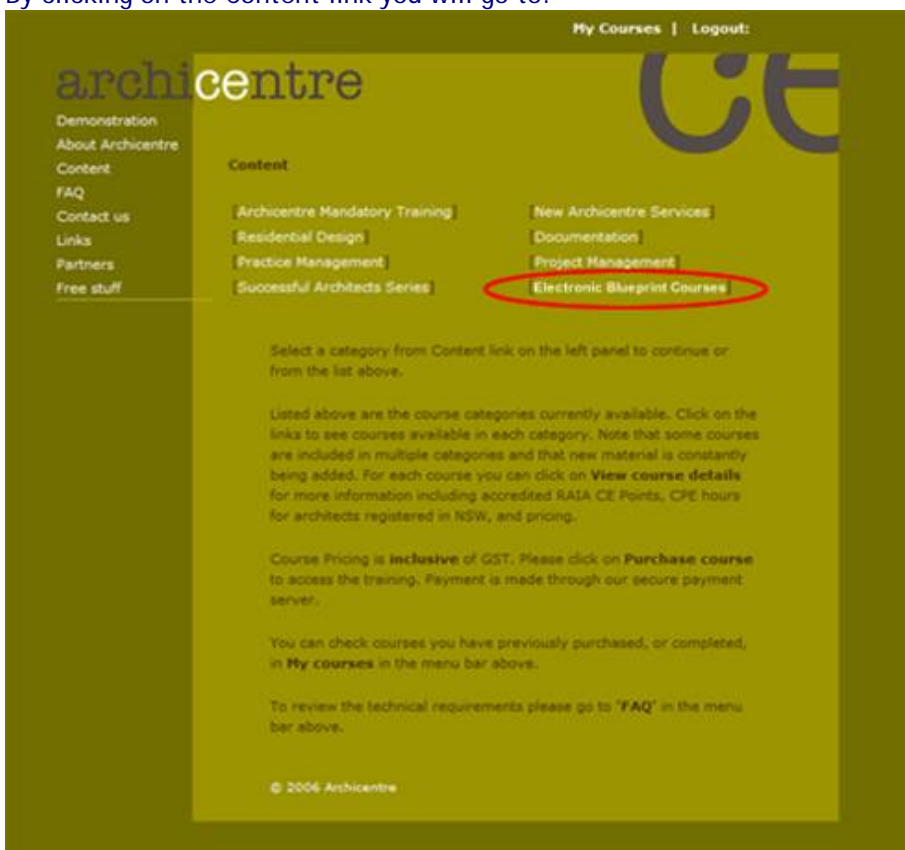 By clicking on the content link you will go to:
My Courses | Logout:
archicentre
ce
Demonstration
About Archicentre
Content
FAQ
Contact us
Links
Partners
Free stuff
Content
[Archicentre Mandatory Training] [New Archicentre Services]
[Residential Design] [Documentation]
[Practice Management] [Project Management]
[Successful Architects Series] [Electronic Blueprint Courses]
Select a category from Content link on the left panel to continue or
from the list above.
Listed above are the course categories currently available. Click on the
links to see courses available in each category. Note that some courses
are included in multiple categories and that new material is constantly
being added. For each course you can click on View course details
for more information including accredited RAIA CE Points, CPE hours
for architects registered in NSW, and pricing.
Course Pricing is inclusive of GST. Please click on Purchase course
to access the training. Payment is made through our secure payment
server.
You can check courses you have previously purchased, or completed,
in My courses in the menu bar above.
To review the technical requirements please go to 'FAQ' in the menu
bar above.
© 2006 Archicentre